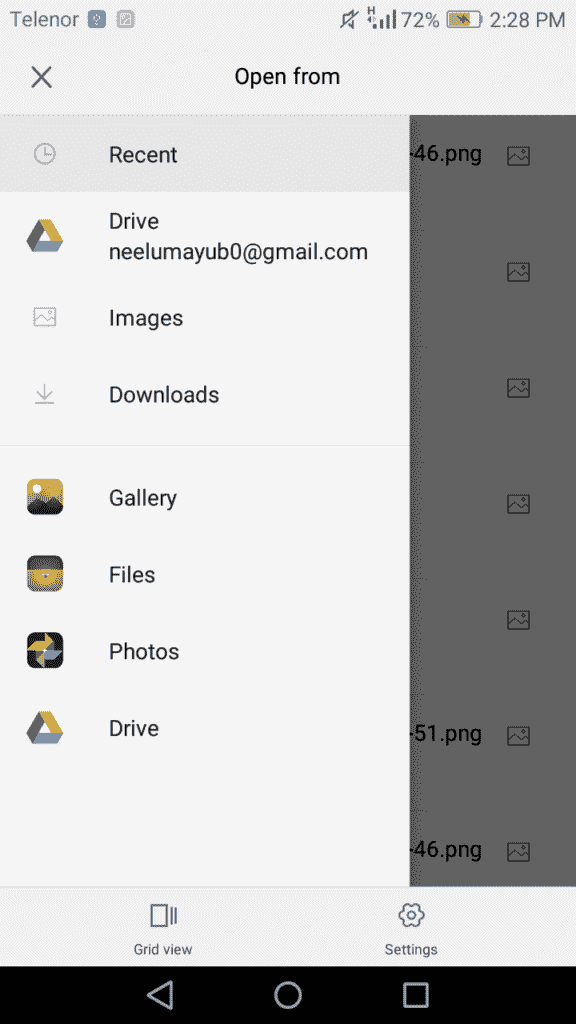 Telenor H 72% 2:28 PM
Open from
Recent
-46.png
Drive
neelumayub0@gmail.com
Images
Downloads
Gallery
Files
Photos
Drive
-51.png
-46.png
Grid view
Settings